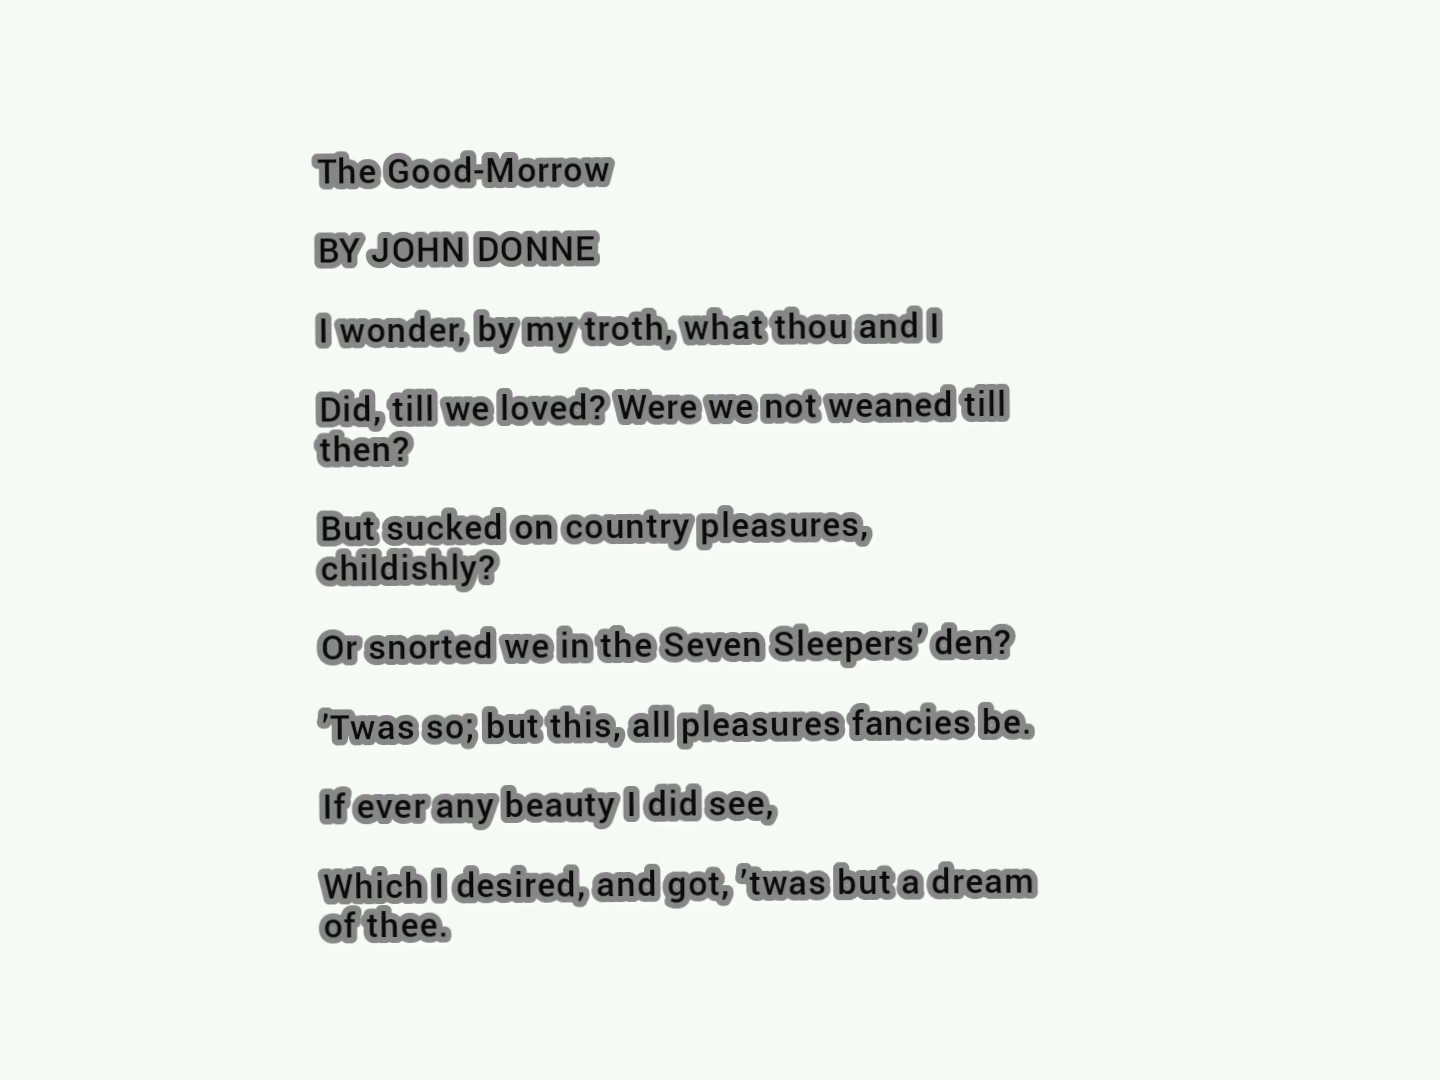 The Good-Morrow
BY JOHN DONNE
I wonder, by my troth, what thou and I
Did, till we loved? Were we not weaned till
then?
But sucked on country pleasures,
childishly?
Or snorted we in the Seven Sleepers’ den?
’Twas so; but this, all pleasures fancies be.
If ever any beauty I did see,
Which I desired, and got, ’twas but a dream
of thee.